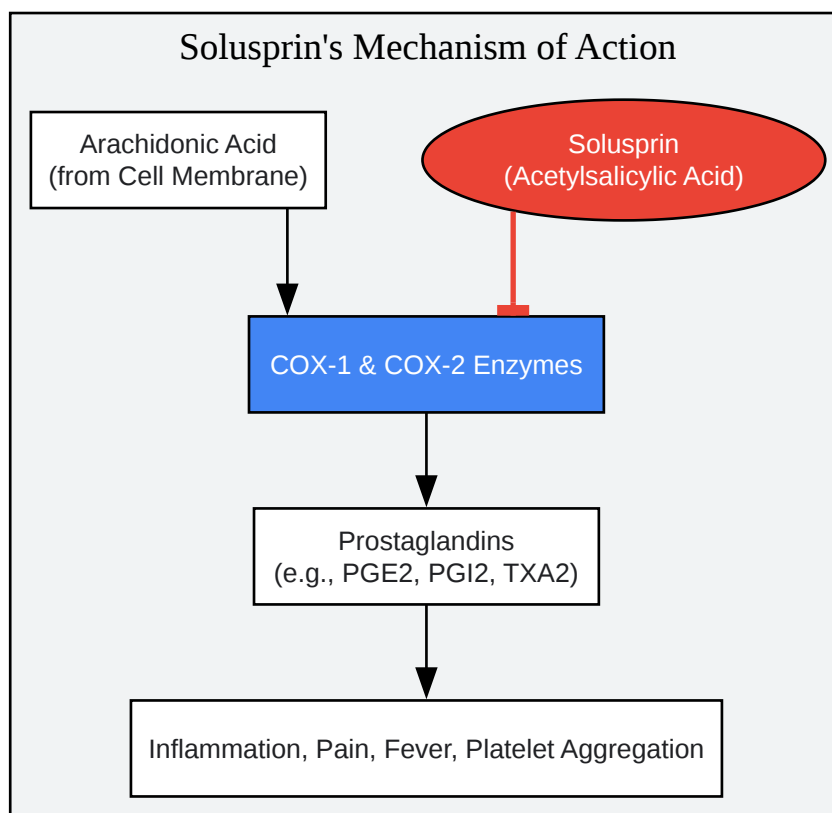 Solusprin's Mechanism of Action
Arachidonic Acid
(from Cell Membrane)
Solusprin
(Acetylsalicylic Acid)
COX-1 & COX-2 Enzymes
Prostaglandins
(e.g., PGE2, PGI2, TXA2)
Inflammation, Pain, Fever, Platelet Aggregation